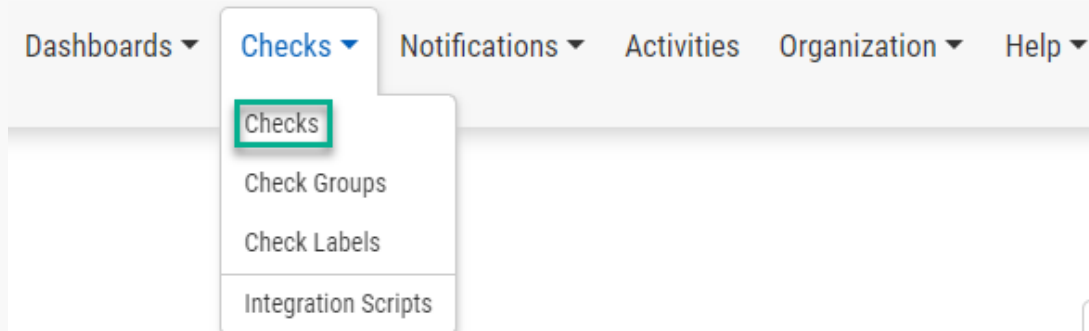 Dashboards Checks Notifications Activities Organization Help
Checks
Check Groups
Check Labels
Integration Scripts